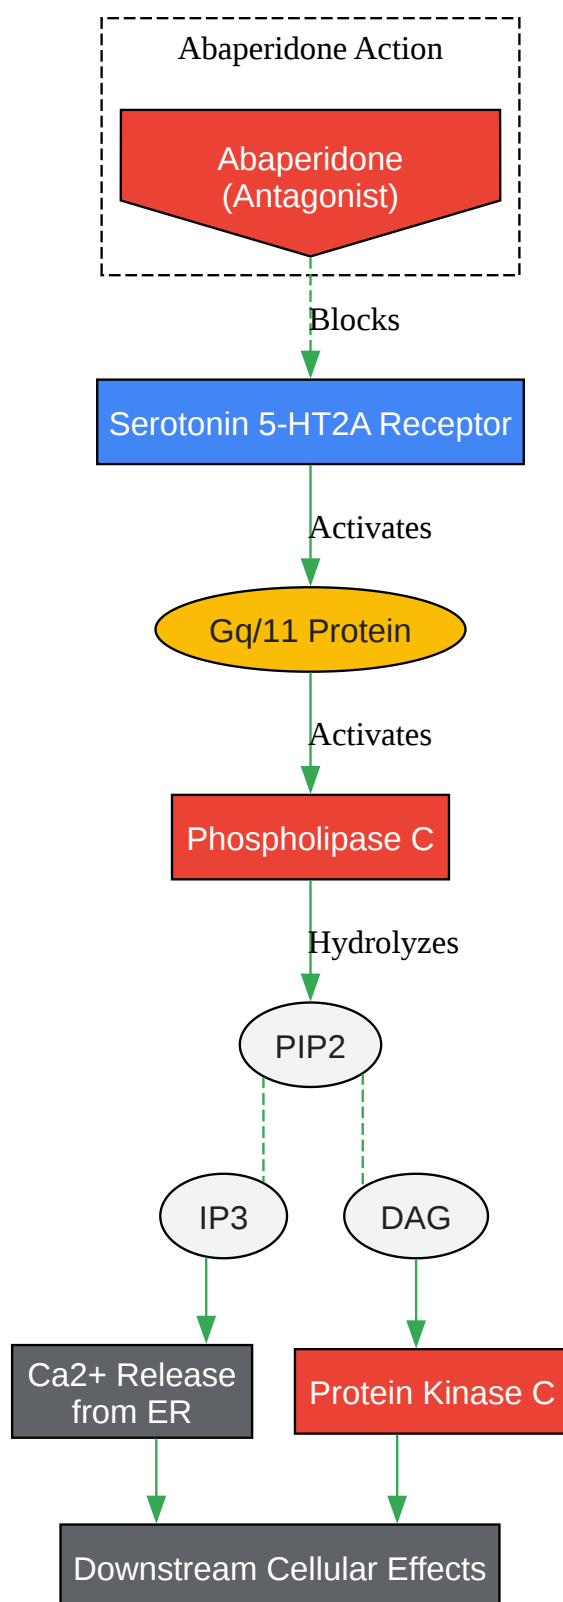 Abaperidone Action
Abaperidone
(Antagonist)
Blocks
Serotonin 5-HT2A Receptor
Activates
Gq/11 Protein
Activates
Phospholipase C
Hydrolyzes
PIP2
IP3
DAG
Ca2+ Release
from ER
Protein Kinase C
Downstream Cellular Effects